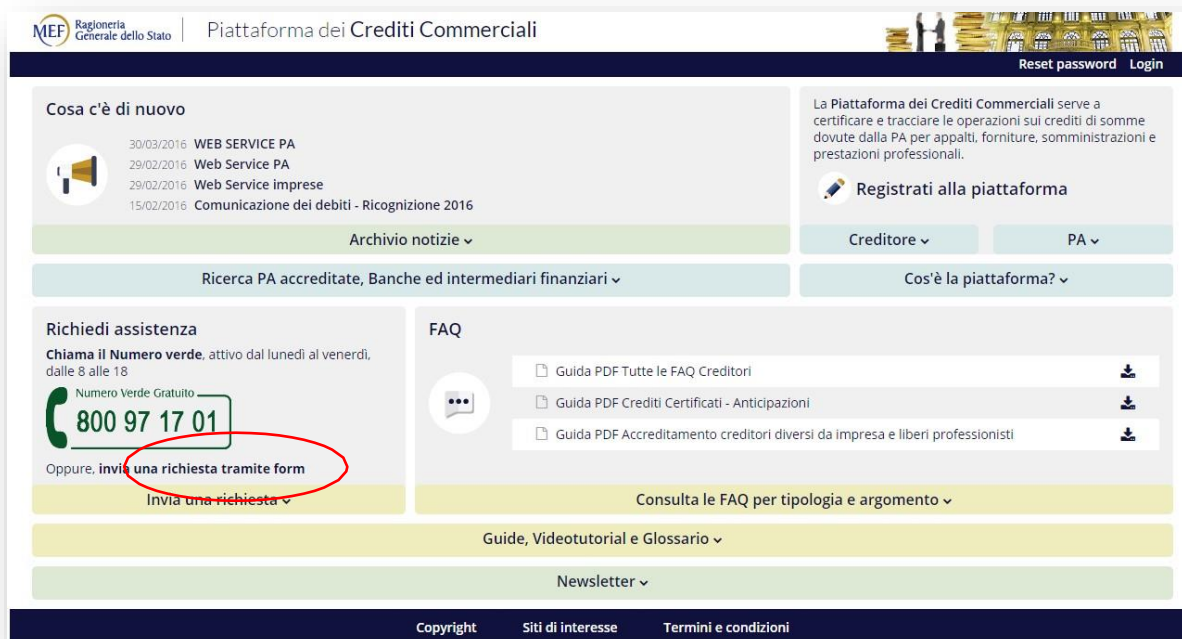 MEF Ragioneria
Generale dello Stato
Piattaforma dei Crediti Commerciali
Reset password Login
Cosa c'è di nuovo
30/03/2016 WEB SERVICE PA
29/02/2016 Web Service PA
29/02/2016 Web Service imprese
15/02/2016 Comunicazione dei debiti - Ricognizione 2016
Archivio notizie
La Piattaforma dei Crediti Commerciali serve a
certificare e tracciare le operazioni sui crediti di somme
dovute dalla PA per appalti, forniture, somministrazioni e
prestazioni professionali.
Registrati alla piattaforma
Creditore PA
Ricerca PA accreditate, Banche ed intermediari finanziari
Cos'è la piattaforma?
Richiedi assistenza
Chiama il Numero verde, attivo dal lunedì al venerdì,
dalle 8 alle 18
Numero Verde Gratuito
800 97 17 01
Oppure, invia una richiesta tramite form
Invia una richiesta
FAQ
Guida PDF Tutte le FAQ Creditori
Guida PDF Crediti Certificati - Anticipazioni
Guida PDF Accreditamento creditori diversi da impresa e liberi professionisti
Consulta le FAQ per tipologia e argomento
Guide, Videotutorial e Glossario
Newsletter
Copyright Siti di interesse Termini e condizioni